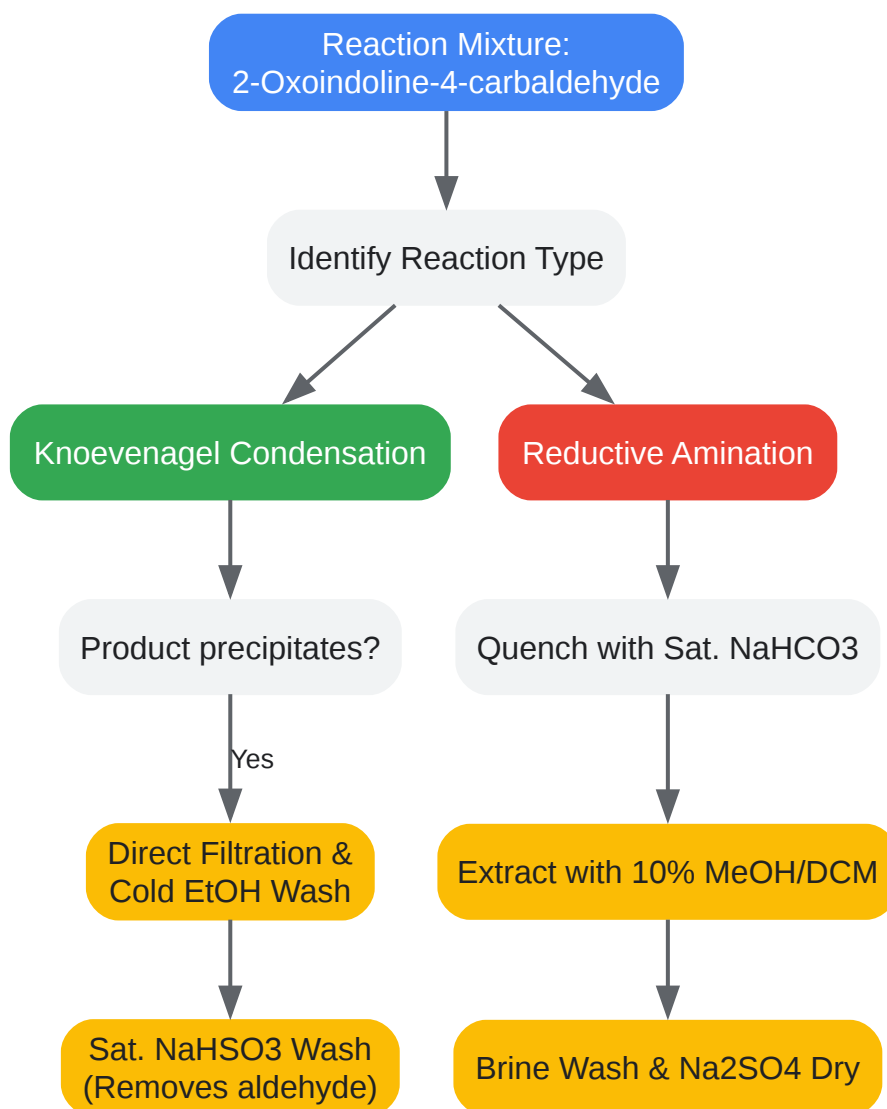 Reaction Mixture:
2-Oxoindoline-4-carbaldehyde
Identify Reaction Type
Knoevenagel Condensation
Reductive Amination
Product precipitates?
Quench with Sat. NaHCO3
Yes
Direct Filtration &
Cold EtOH Wash
Extract with 10% MeOH/DCM
Sat. NaHSO3 Wash
(Removes aldehyde)
Brine Wash & Na2SO4 Dry